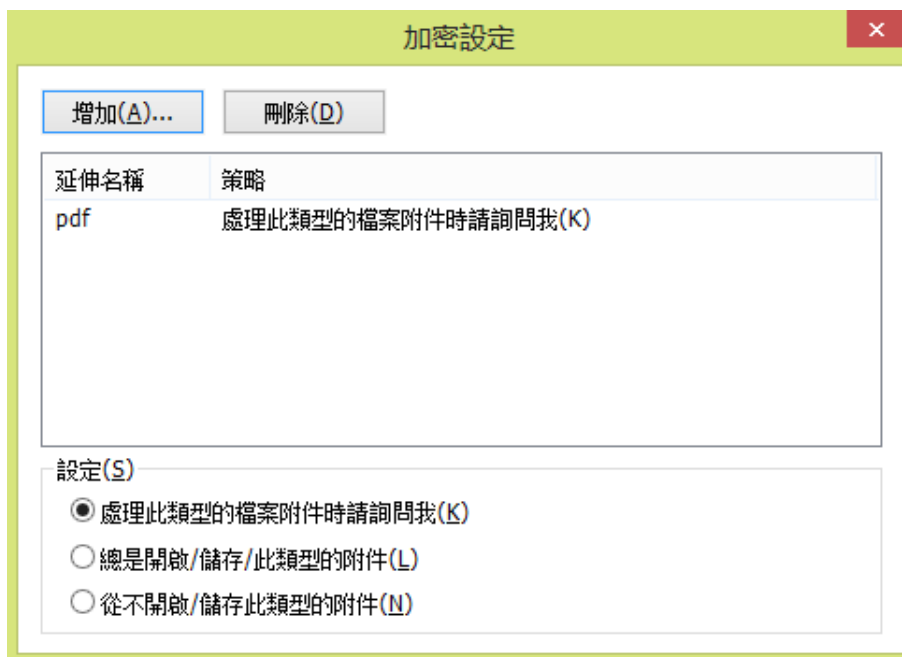 加密設定
增加(A)... 刪除(D)
延伸名稱 策略
pdf 處理此類型的檔案附件時請詢問我(K)
設定(S)
處理此類型的檔案附件時請詢問我(K)
總是開啟/儲存/此類型的附件(L)
從不開啟/儲存此類型的附件(N)